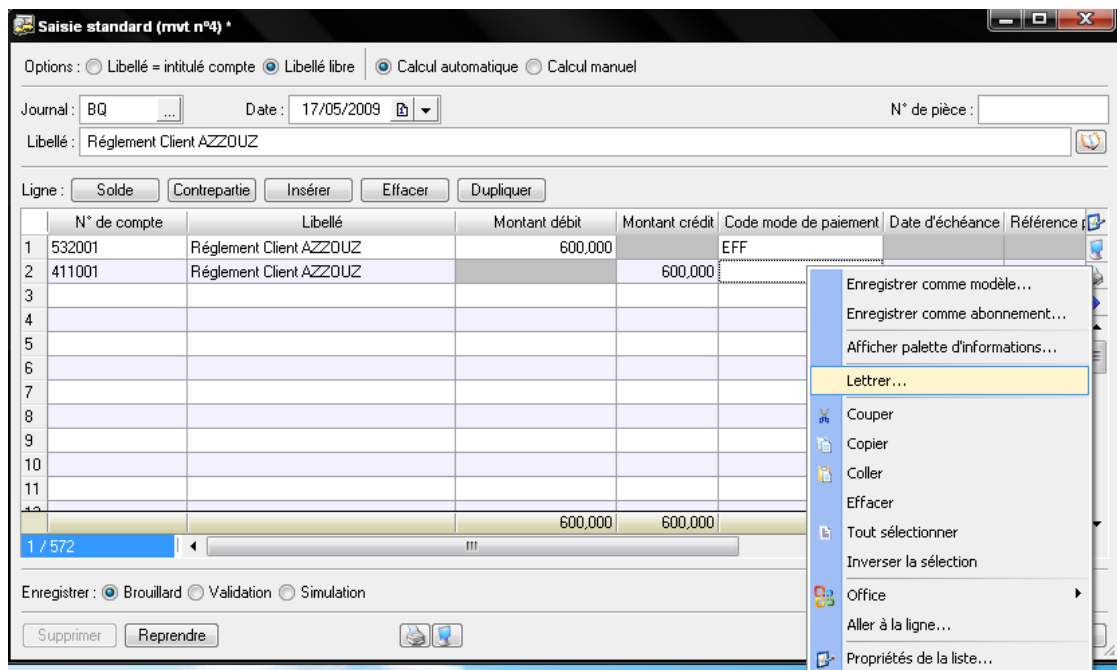 Saisie standard (mvt n°4) *
Options : Libellé = intitulé compte Libellé libre Calcul automatique Calcul manuel
Journal : BQ ... Date : 17/05/2009 N° de pièce :
Libellé : Réglement Client AZZOUZ
Ligne : Solde Contrepartie Insérer Effacer Dupliquer
N° de compte Libellé Montant débit Montant crédit Code mode de paiement Date d'échéance Référence
1 532001 Réglement Client AZZOUZ 600,000 EFF
2 411001 Réglement Client AZZOUZ 600,000
3
4
5
6
7
8
9
10
11
600,000 600,000
1 / 572
Enregistrer : Brouillard Validation Simulation
Supprimer Reprendre
Enregistrer comme modèle...
Enregistrer comme abonnement...
Afficher palette d'informations...
Lettrer...
Couper
Copier
Coller
Effacer
Tout sélectionner
Inverser la sélection
Office
Aller à la ligne...
Propriétés de la liste...